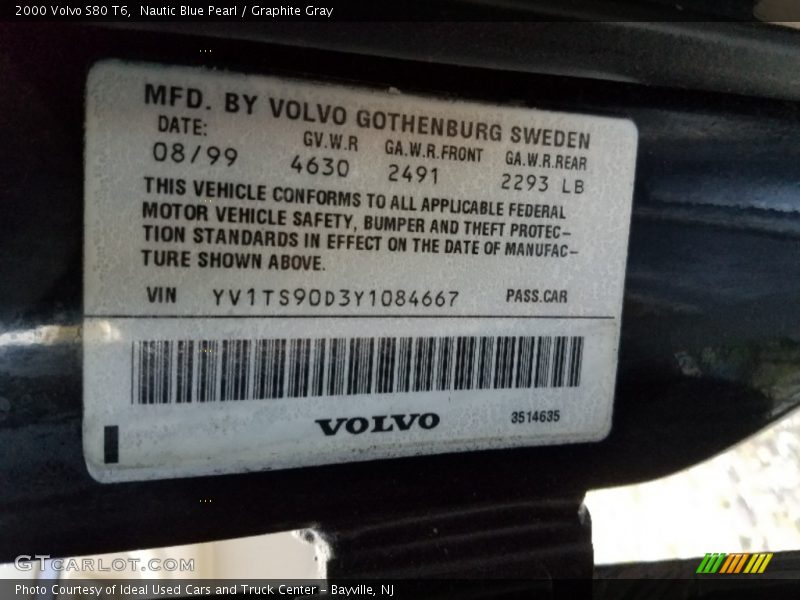 2000 Volvo S80 T6,  Nautic Blue Pearl / Graphite Gray
MFD. BY VOLVO GOTHENBURG SWEDEN
DATE: GV.W.R GA.W.R.FRONT GA.W.R.REAR
08/99 4630 2491 2293 LB
THIS VEHICLE CONFORMS TO ALL APPLICABLE FEDERAL
MOTOR VEHICLE SAFETY, BUMPER AND THEFT PROTEC-
TION STANDARDS IN EFFECT ON THE DATE OF MANUFAC-
TURE SHOWN ABOVE.
VIN YV1TS90D3Y1084667 PASS.CAR
VOLVO 3514635
GTCARLOT.COM
Photo Courtesy of Ideal Used Cars and Truck Center - Bayville, NJ